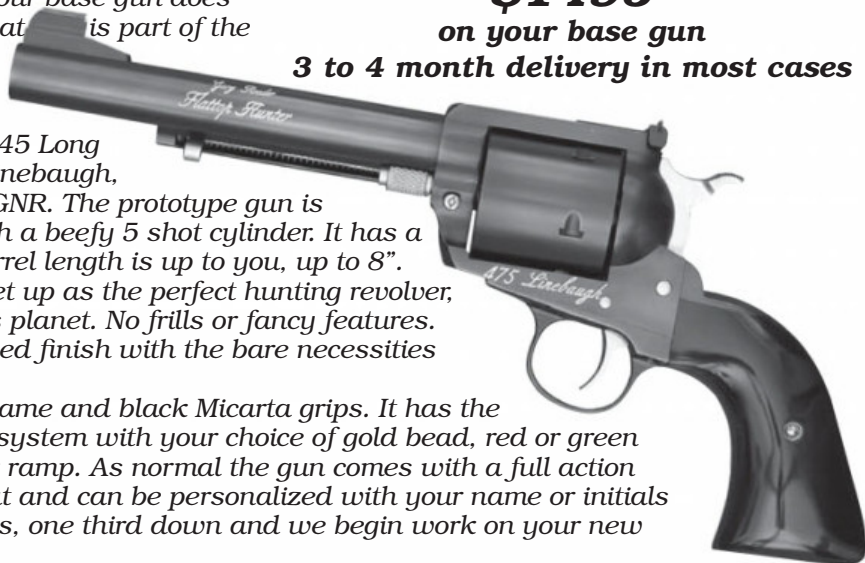 our base gun does
at is part of the
$1495
on your base gun
3 to 4 month delivery in most cases
Gary Reeder
Flattop Hunter
475 Linebaugh
45 Long
nebaugh,
GNR. The prototype gun is
h a beefy 5 shot cylinder. It has a
rrel length is up to you, up to 8”.
et up as the perfect hunting revolver,
s planet. No frills or fancy features.
ed finish with the bare necessities
ame and black Micarta grips. It has the
system with your choice of gold bead, red or green
ramp. As normal the gun comes with a full action
t and can be personalized with your name or initials
s, one third down and we begin work on your new